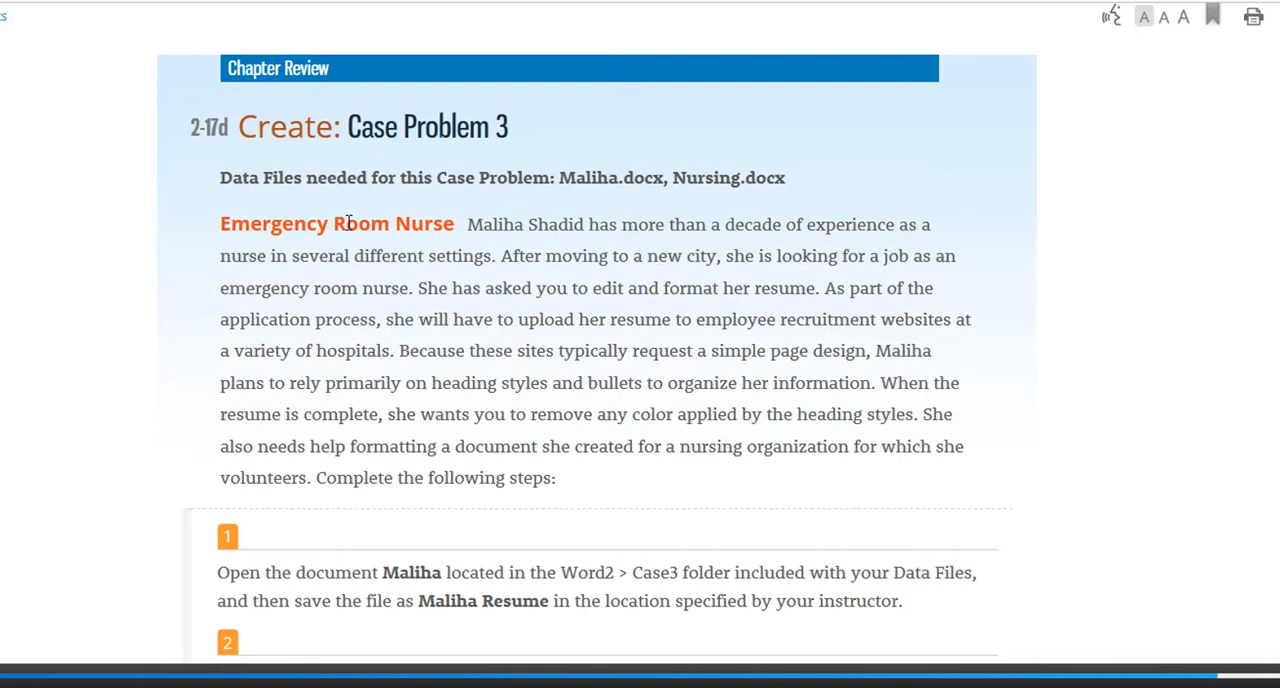 ts
A A A
Chapter Review
2-17d Create: Case Problem 3
Data Files needed for this Case Problem: Maliha.docx, Nursing.docx
Emergency Room Nurse Maliha Shadid has more than a decade of experience as a
nurse in several different settings. After moving to a new city, she is looking for a job as an
emergency room nurse. She has asked you to edit and format her resume. As part of the
application process, she will have to upload her resume to employee recruitment websites at
a variety of hospitals. Because these sites typically request a simple page design, Maliha
plans to rely primarily on heading styles and bullets to organize her information. When the
resume is complete, she wants you to remove any color applied by the heading styles. She
also needs help formatting a document she created for a nursing organization for which she
volunteers. Complete the following steps:
1
Open the document Maliha located in the Word2 > Case3 folder included with your Data Files,
and then save the file as Maliha Resume in the location specified by your instructor.
2